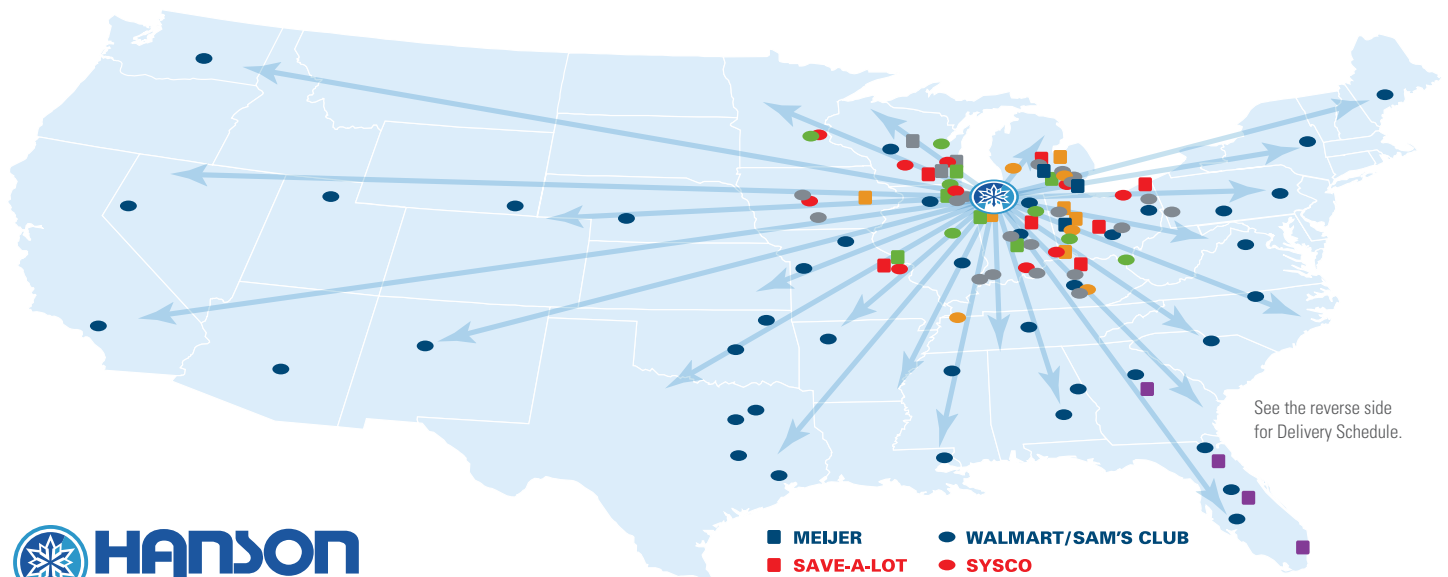 See the reverse side
for Delivery Schedule.
HANSON
MEIJER
WALMART/SAM'S CLUB
SAVE-A-LOT
SYSCO